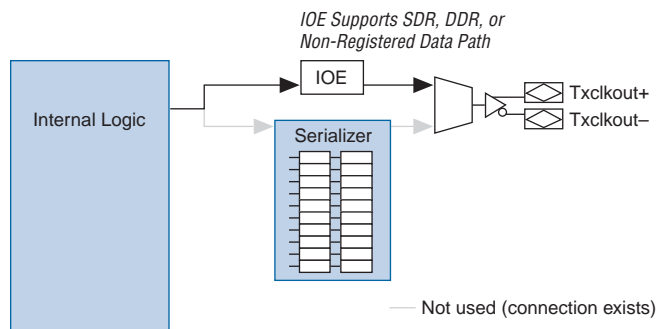 IOE Supports SDR, DDR, or
Non-Registered Data Path
IOE
Internal Logic
Txclkout+
Txclkout–
Serializer
Not used (connection exists)